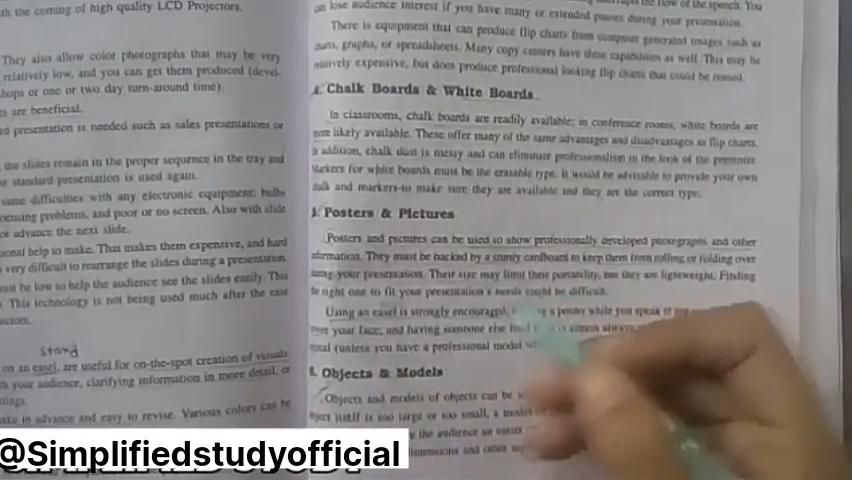 th the coming of high quality LCD Projectors.
They also allow color photographs that may be very
relatively low, and you can get them produced (devel-
hops or one or two day turn-around time).
es are beneficial.
rd presentation is needed such as sales presentations or
the slides remain in the proper sequence in the tray and
e standard presentation is used again.
same difficulties with any electronic equipment: bulbs
ocusing problems, and poor or no screen. Also with slide
ot advance the next slide.
ional help to make. That makes them expensive, and hard
very difficult to rearrange the slides during a presentation.
ust be low to help the audience see the slides easily. This
This technology is not being used much after the ease
ectors.
stand
on an easel, are useful for on-the-spot creation of visuals
th your audience, clarifying information in more detail, or
tings.
ake in advance and easy to revise. Various colors can be
the flow of the speech. You
an lose audience interest if you have many or extended pauses during your presentation.
There is equipment that can produce flip charts from computer generated images such as
charts, graphs, or spreadsheets. Many copy centers have these capabilities as well. This may be
relatively expensive, but does produce professional looking flip charts that could be reused.
4. Chalk Boards & White Boards
In classrooms, chalk boards are readily available; in conference rooms, white boards are
more likely available. These offer many of the same advantages and disadvantages as flip charts.
In addition, chalk dust is messy and can eliminate professionalism in the look of the presenter.
Markers for white boards must be the erasable type. It would be advisable to provide your own
chalk and markers-to make sure they are available and they are the correct type.
5. Posters & Pictures
Posters and pictures can be used to show professionally developed photographs and other
information. They must be backed by a sturdy cardboard to keep them from rolling or folding over
during your presentation. Their size may limit their portability, but they are lightweight. Finding
the right one to fit your presentation's needs could be difficult.
Using an easel is strongly encouraged, a poster while you speak
over your face, and having someone else almost always
(unless you have a professional model
6. Objects & Models
Objects and models of objects can be
object itself is too large or too small, a model
the audience an easier
dimensions and other
@Simplifiedstudyofficial